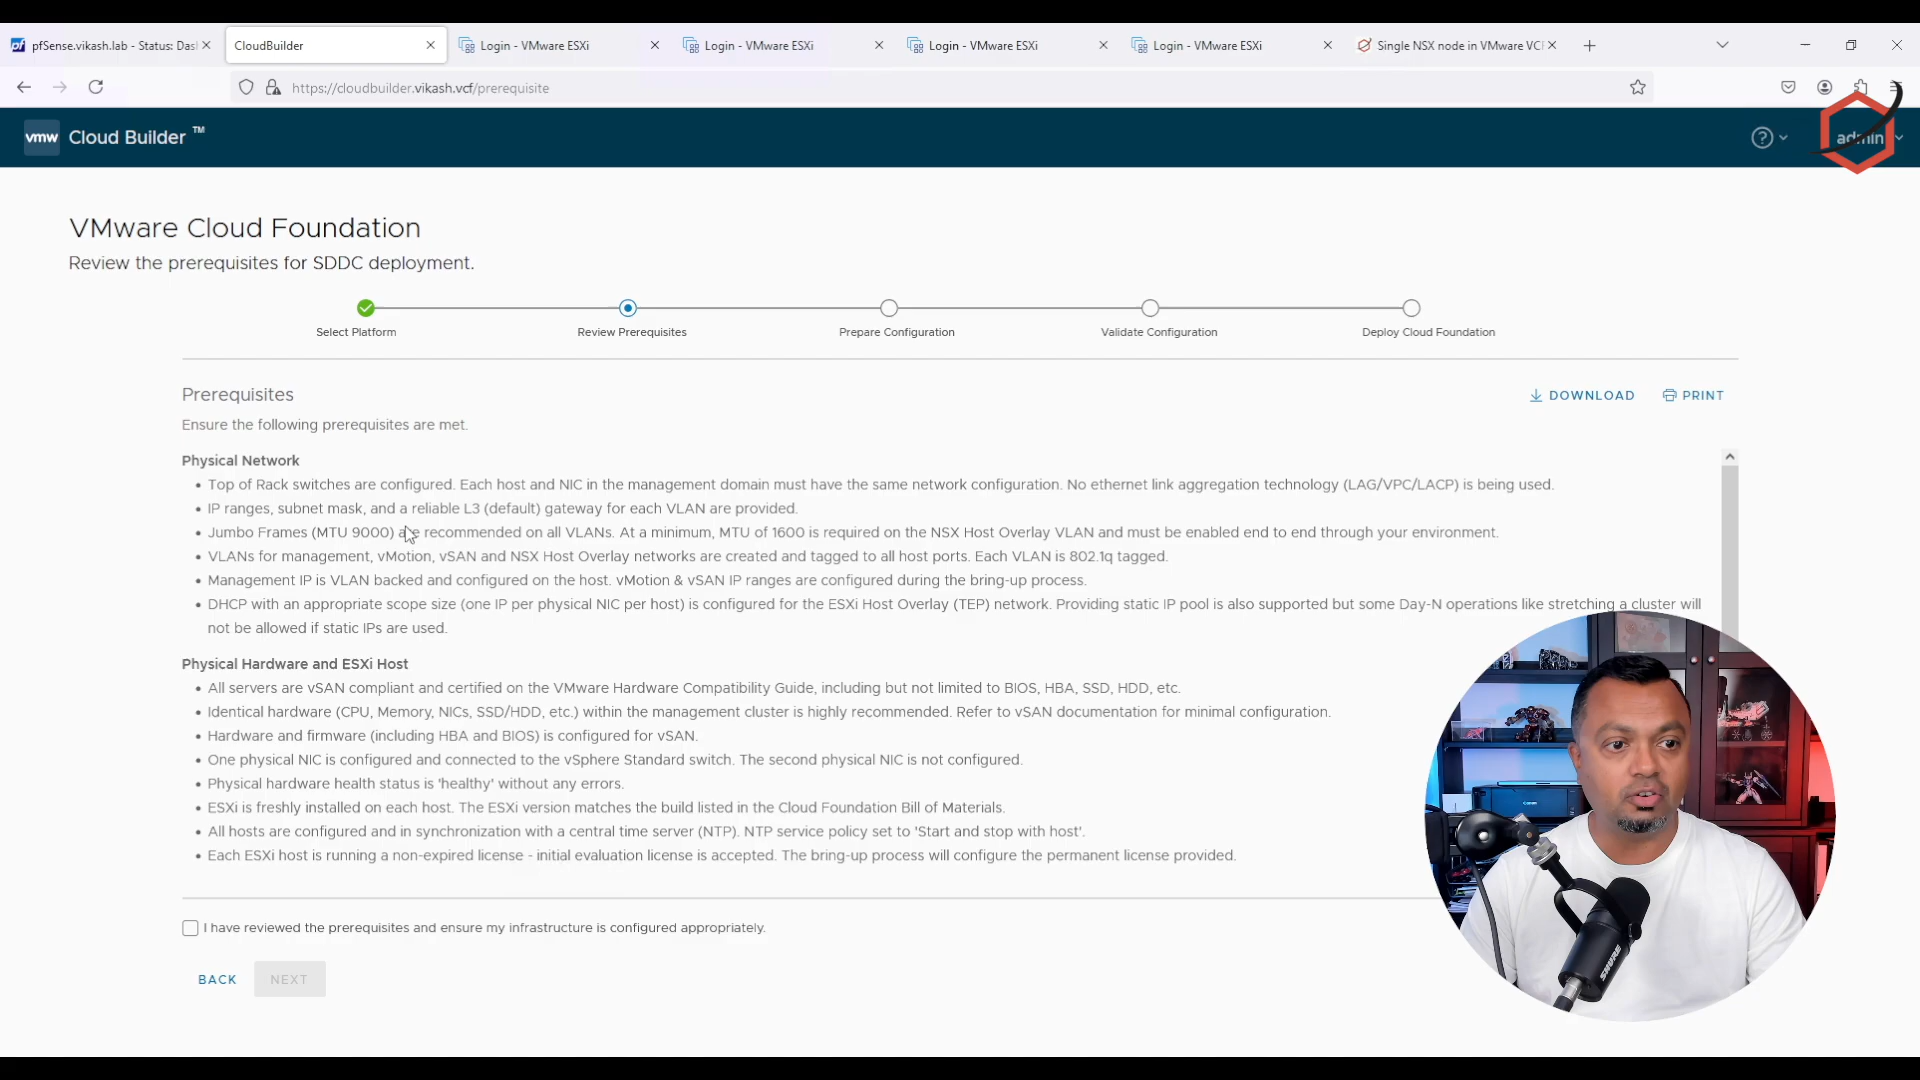 pfSense.vikash.lab - Status: Das
CloudBuilder
Login - VMware ESXi
Login - VMware ESXi
Login - VMware ESXi
Login - VMware ESXi
Single NSX node in VMware VCF
https://cloudbuilder.vikash.vcf/prerequisite
vmw Cloud Builder ™
admin
VMware Cloud Foundation
Review the prerequisites for SDDC deployment.
Select Platform
Review Prerequisites
Prepare Configuration
Validate Configuration
Deploy Cloud Foundation
Prerequisites
DOWNLOAD
PRINT
Ensure the following prerequisites are met.
Physical Network
• Top of Rack switches are configured. Each host and NIC in the management domain must have the same network configuration. No ethernet link aggregation technology (LAG/VPC/LACP) is being used.
• IP ranges, subnet mask, and a reliable L3 (default) gateway for each VLAN are provided.
• Jumbo Frames (MTU 9000) are recommended on all VLANs. At a minimum, MTU of 1600 is required on the NSX Host Overlay VLAN and must be enabled end to end through your environment.
• VLANs for management, vMotion, vSAN and NSX Host Overlay networks are created and tagged to all host ports. Each VLAN is 802.1q tagged.
• Management IP is VLAN backed and configured on the host. vMotion & vSAN IP ranges are configured during the bring-up process.
• DHCP with an appropriate scope size (one IP per physical NIC per host) is configured for the ESXi Host Overlay (TEP) network. Providing static IP pool is also supported but some Day-N operations like stretching a cluster will
not be allowed if static IPs are used.
Physical Hardware and ESXi Host
• All servers are vSAN compliant and certified on the VMware Hardware Compatibility Guide, including but not limited to BIOS, HBA, SSD, HDD, etc.
• Identical hardware (CPU, Memory, NICs, SSD/HDD, etc.) within the management cluster is highly recommended. Refer to vSAN documentation for minimal configuration.
• Hardware and firmware (including HBA and BIOS) is configured for vSAN.
• One physical NIC is configured and connected to the vSphere Standard switch. The second physical NIC is not configured.
• Physical hardware health status is 'healthy' without any errors.
• ESXi is freshly installed on each host. The ESXi version matches the build listed in the Cloud Foundation Bill of Materials.
• All hosts are configured and in synchronization with a central time server (NTP). NTP service policy set to 'Start and stop with host'.
• Each ESXi host is running a non-expired license - initial evaluation license is accepted. The bring-up process will configure the permanent license provided.
I have reviewed the prerequisites and ensure my infrastructure is configured appropriately.
BACK
NEXT
Canon
SHURE